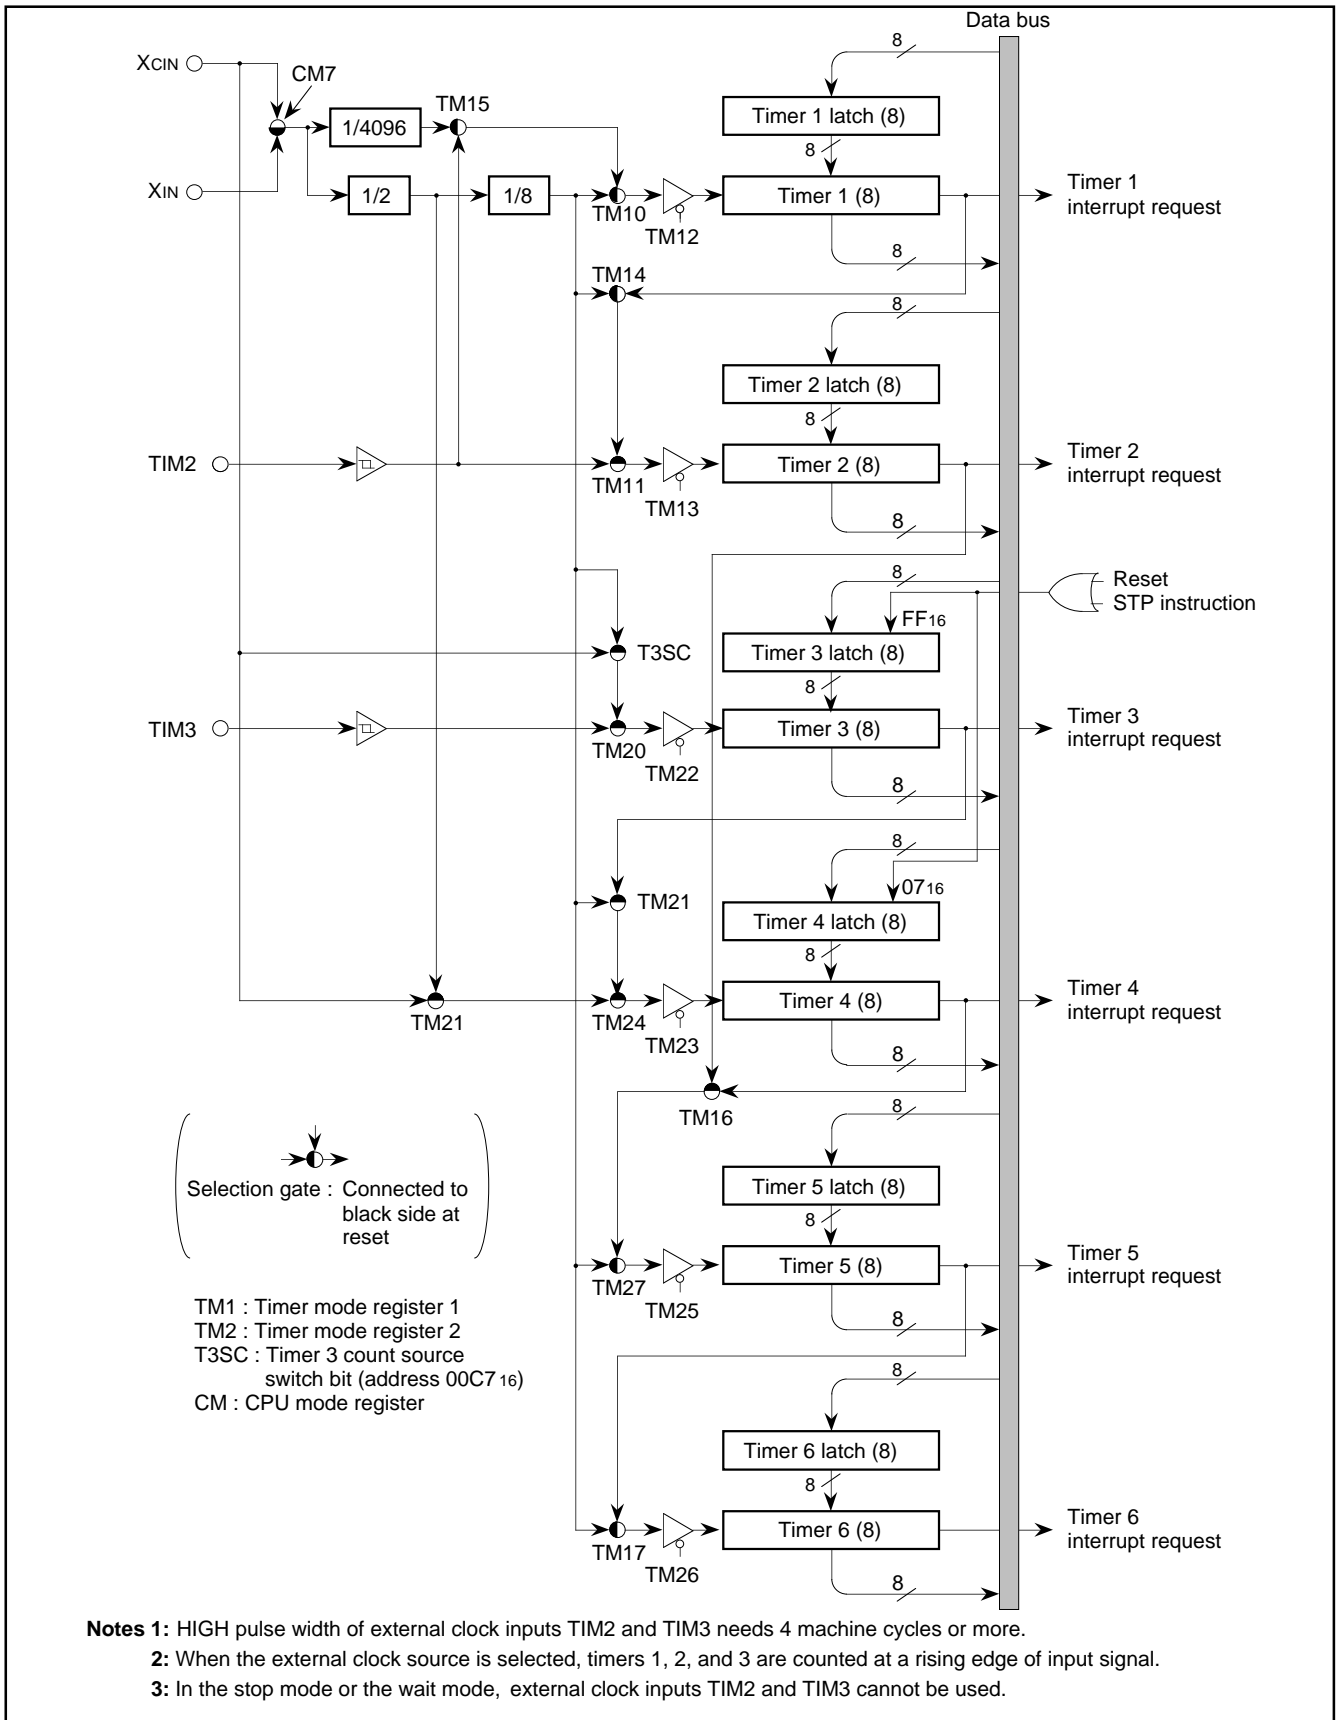 Data bus
8
XCIN
CM7
TM15
1/4096
Timer 1 latch (8)
8
XIN
1/2
1/8
TM10
TM12
Timer 1 (8)
Timer 1
interrupt request
8
TM14
8
Timer 2 latch (8)
8
TIM2
TM11
TM13
Timer 2 (8)
Timer 2
interrupt request
8
8
Reset
STP instruction
FF16
T3SC
Timer 3 latch (8)
8
TIM3
TM20
TM22
Timer 3 (8)
Timer 3
interrupt request
8
8
0716
TM21
Timer 4 latch (8)
8
TM21
TM24
TM23
Timer 4 (8)
Timer 4
interrupt request
8
TM16
8
Selection gate : Connected to
black side at
reset
Timer 5 latch (8)
8
TM27
TM25
Timer 5 (8)
Timer 5
interrupt request
8
TM1 : Timer mode register 1
TM2 : Timer mode register 2
T3SC : Timer 3 count source
switch bit (address 00C716)
CM : CPU mode register
8
Timer 6 latch (8)
8
TM17
TM26
Timer 6 (8)
Timer 6
interrupt request
8
Notes 1: HIGH pulse width of external clock inputs TIM2 and TIM3 needs 4 machine cycles or more.
2: When the external clock source is selected, timers 1, 2, and 3 are counted at a rising edge of input signal.
3: In the stop mode or the wait mode, external clock inputs TIM2 and TIM3 cannot be used.